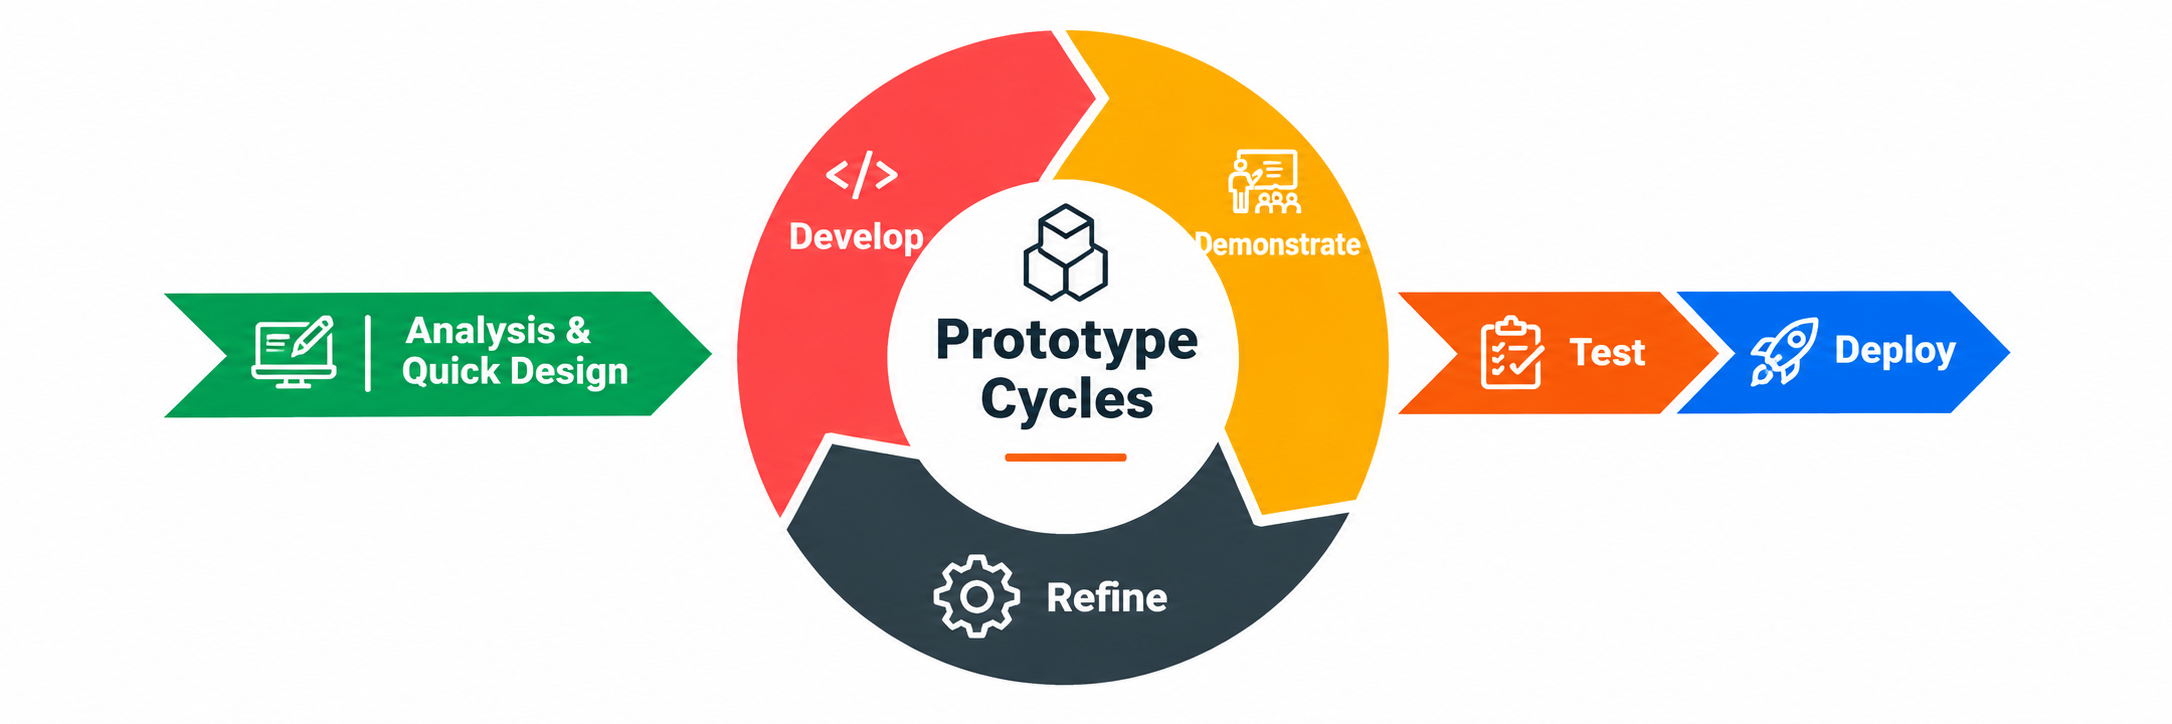 Analysis &
Quick Design
Develop
Demonstrate
Prototype
Cycles
Refine
Test
Deploy